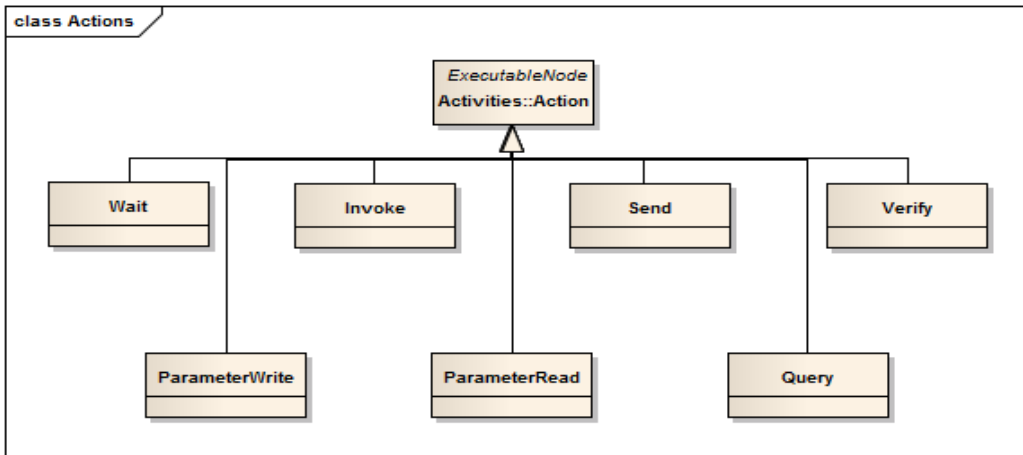 class Actions
ExecutableNode
Activities::Action
Wait
Invoke
Send
Verify
ParameterWrite
ParameterRead
Query